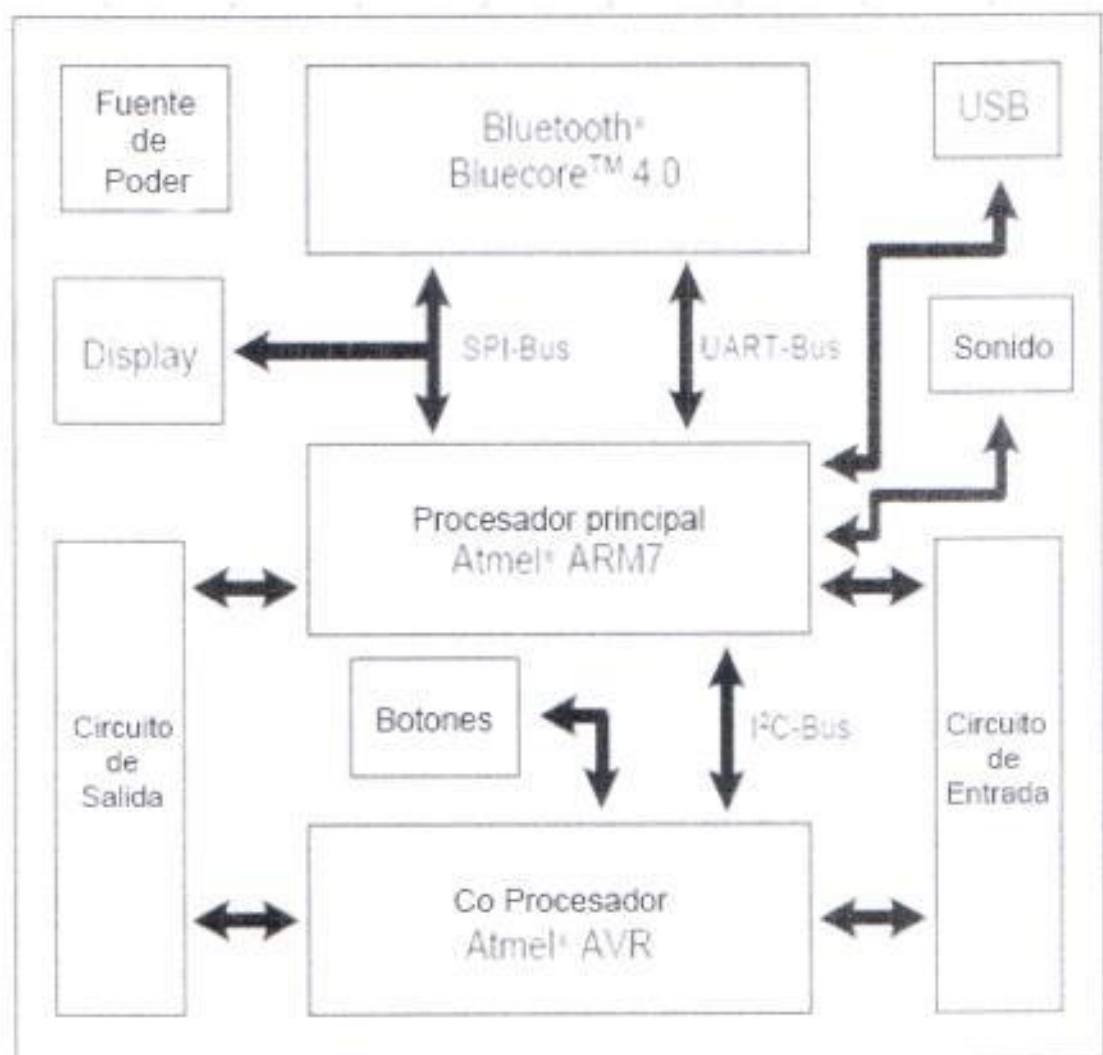 Fuente
de
Poder
Bluetooth®
Bluecore™ 4.0
USB
Display
SPI-Bus
UART-Bus
Sonido
Procesador principal
Atmel® ARM7
Circuito
de
Salida
Botones
I²C-Bus
Circuito
de
Entrada
Co Procesador
Atmel® AVR